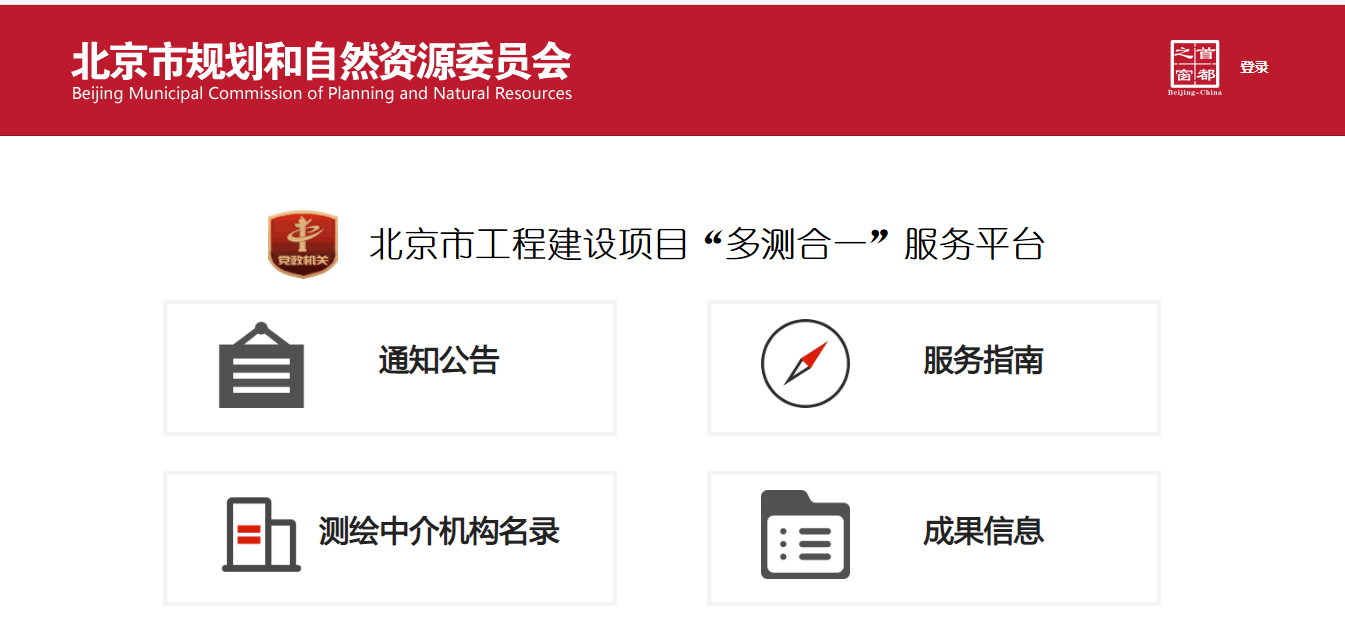 北京市规划和自然资源委员会
Beijing Municipal Commission of Planning and Natural Resources
首都之窗
Beijing-China
登录
党政机关
北京市工程建设项目“多测合一”服务平台
通知公告
服务指南
测绘中介机构名录
成果信息